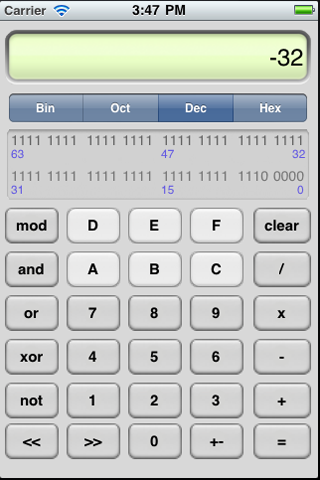 Carrier 3:47 PM
-32
Bin Oct Dec Hex
1111 1111 1111 1111 1111 1111 1111 1111
63 47 32
1111 1111 1111 1111 1111 1111 1110 0000
31 15 0
mod D E F clear
and A B C /
or 7 8 9 x
xor 4 5 6 -
not 1 2 3 +
<< >> 0 +- =